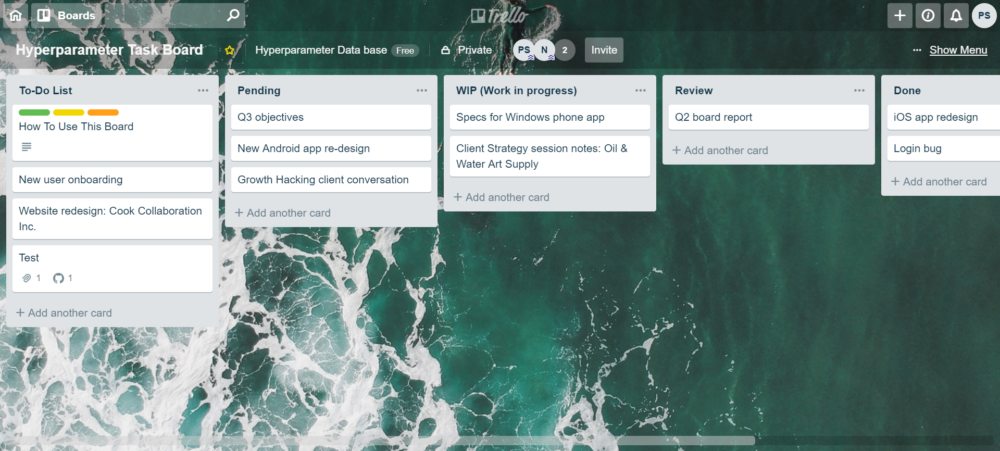 Boards
Trello
PS
Hyperparameter Task Board
Hyperparameter Data base Free
Private
PS N 2
Invite
... Show Menu
To-Do List
How To Use This Board
New user onboarding
Website redesign: Cook Collaboration
Inc.
Test
1 1
+ Add another card
Pending
Q3 objectives
New Android app re-design
Growth Hacking client conversation
+ Add another card
WIP (Work in progress)
Specs for Windows phone app
Client Strategy session notes: Oil &
Water Art Supply
+ Add another card
Review
Q2 board report
+ Add another card
Done
iOS app redesign
Login bug
+ Add another card